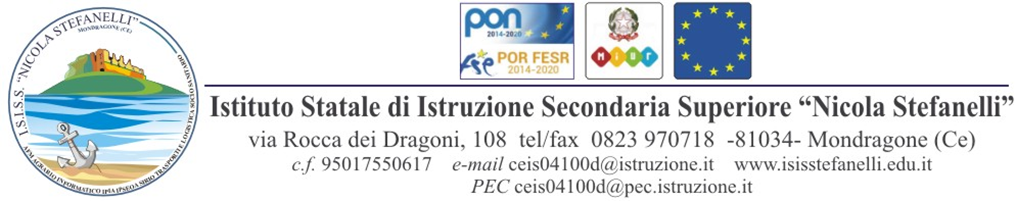 I.S.I.S.S. "NICOLA STEFANELLI"
MONDRAGONE (CE)
pon
2014-2020
fse POR FESR
2014-2020
MIUR
Istituto Statale di Istruzione Secondaria Superiore “Nicola Stefanelli”
via Rocca dei Dragoni, 108 tel/fax 0823 970718 -81034- Mondragone (Ce)
c.f. 95017550617 e-mail ceis04100d@istruzione.it www.isisstefanelli.edu.it
PEC ceis04100d@pec.istruzione.it